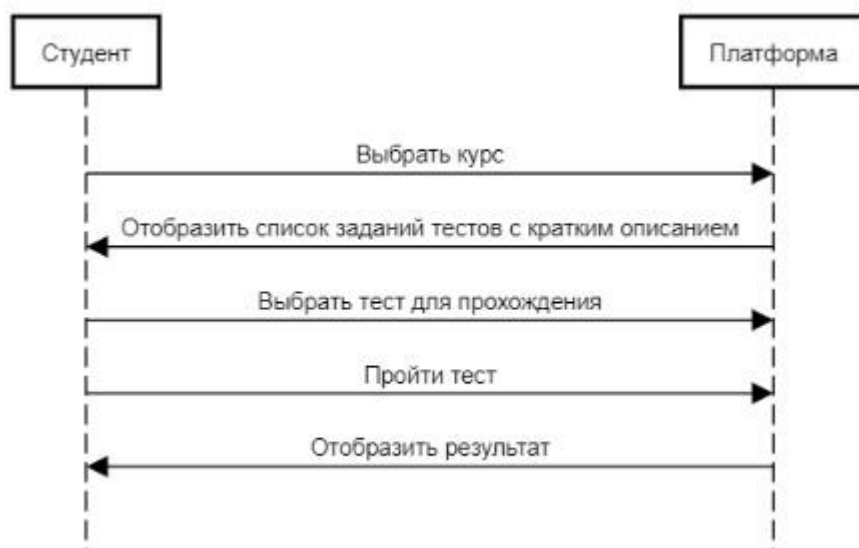 Студент
Платформа
Выбрать курс
Отобразить список заданий тестов с кратким описанием
Выбрать тест для прохождения
Пройти тест
Отобразить результат